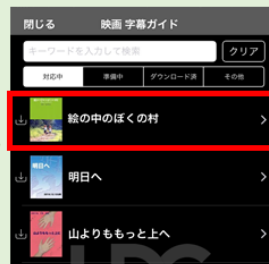 閉じる 映画 字幕ガイド
キーワードを入力して検索 クリア
対応中 準備中 ダウンロード済 その他
絵の中のぼくの村
明日へ
明日へ
山よりももっと上へ